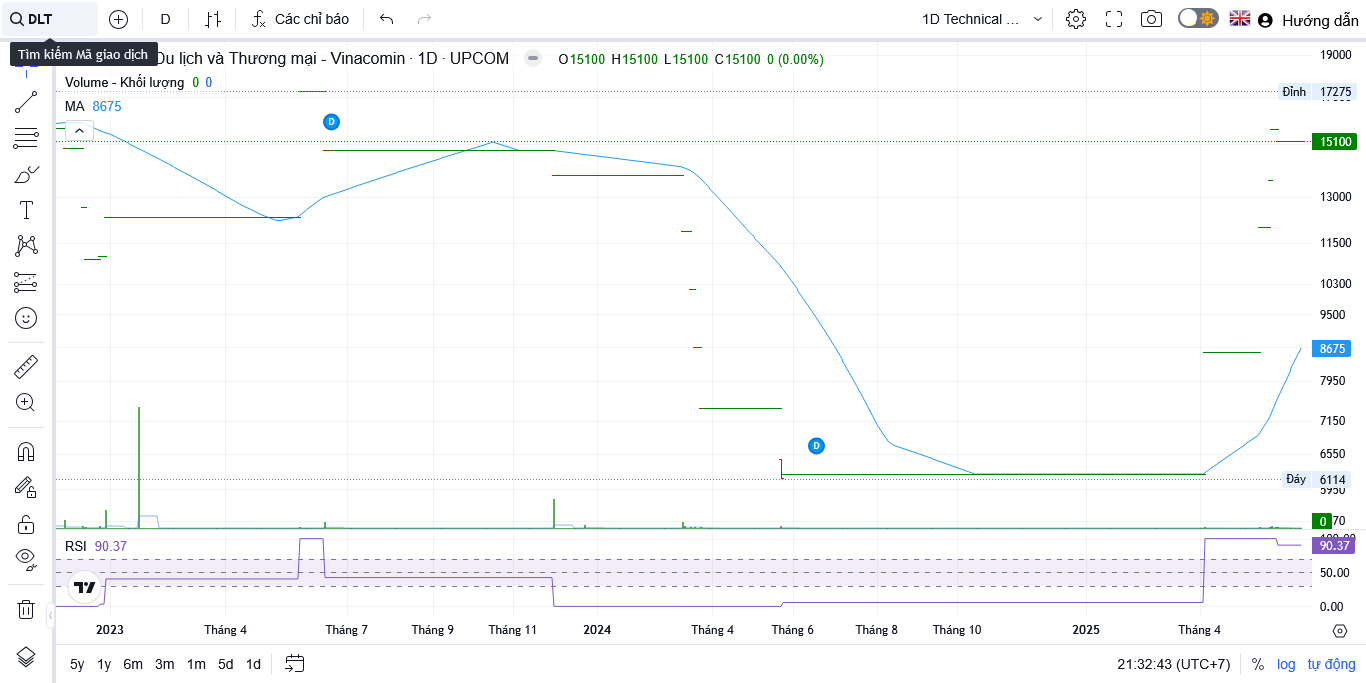 DLT
D
Các chỉ báo
1D Technical ...
Hướng dẫn
Tìm kiếm Mã giao dịch
Du lịch và Thương mại - Vinacomin · 1D · UPCOM
O15100 H15100 L15100 C15100 0 (0.00%)
Volume - Khối lượng 0 0
MA 8675
D
D
19000
Đỉnh 17275
15100
13000
11500
10300
9500
8675
7950
7150
6550
Đáy 6114
5950
0
70
RSI 90.37
100.00
90.37
50.00
0.00
2023
Tháng 4
Tháng 7
Tháng 9
Tháng 11
2024
Tháng 4
Tháng 6
Tháng 8
Tháng 10
2025
Tháng 4
5y 1y 6m 3m 1m 5d 1d
21:32:43 (UTC+7)
% log tự động